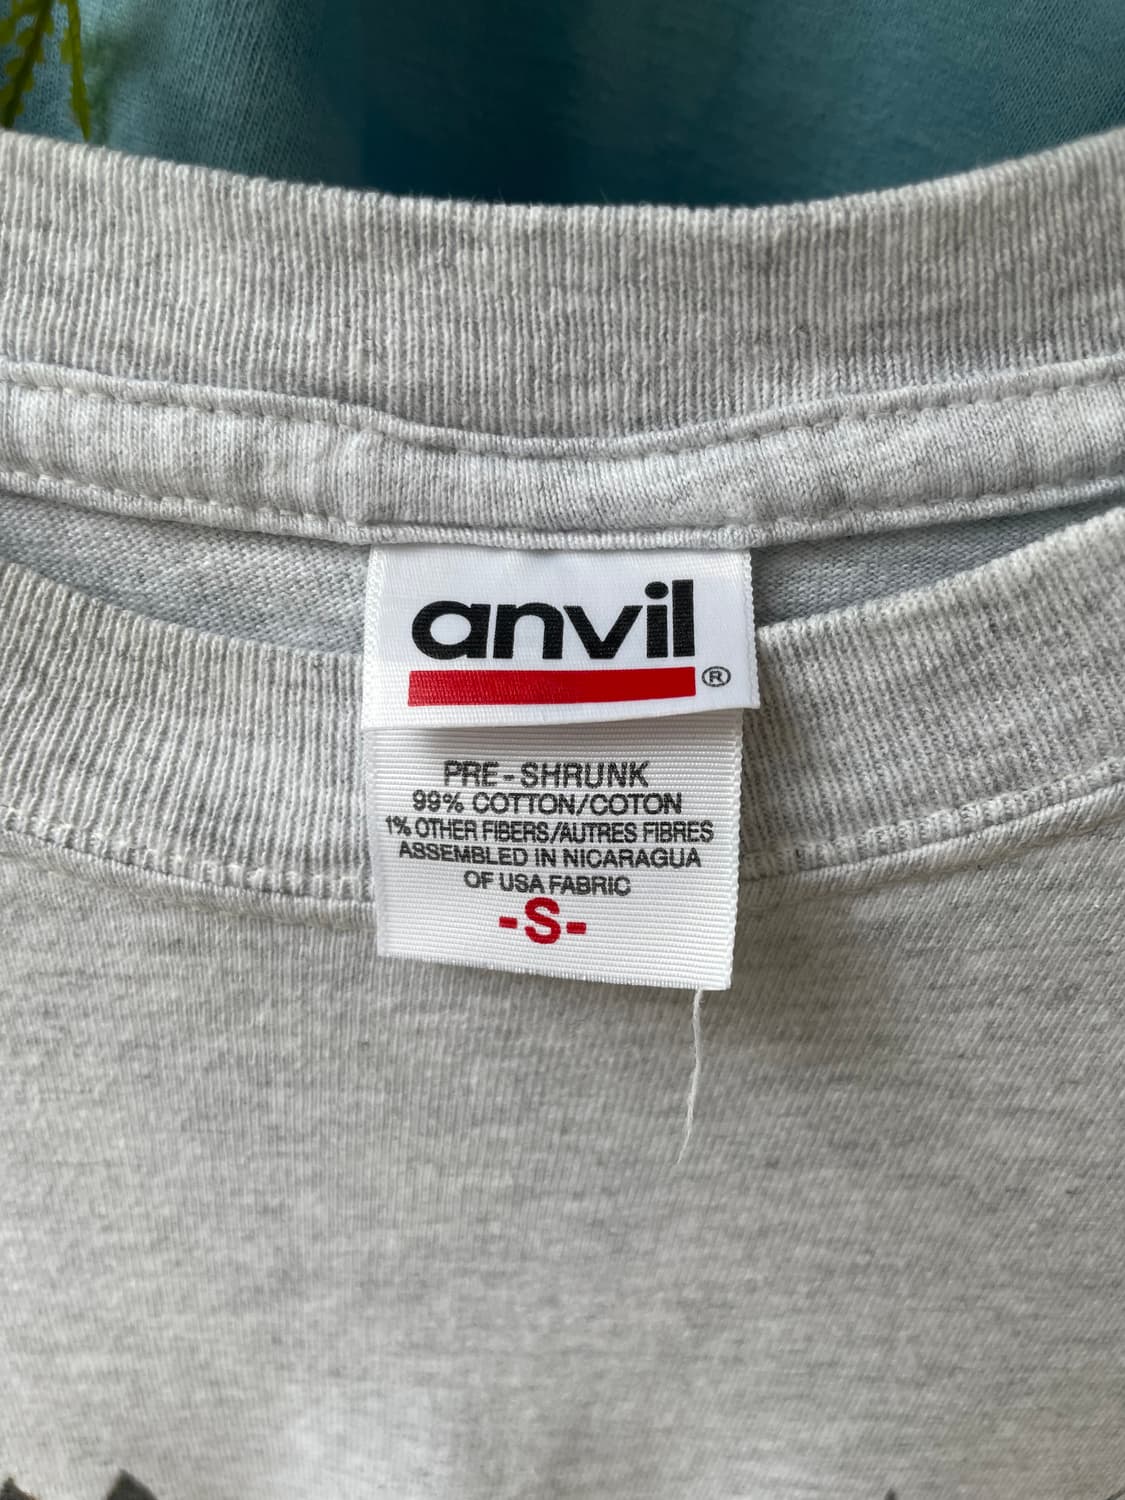 anvil
®
PRE-SHRUNK
99% COTTON/COTON
1% OTHER FIBERS/AUTRES FIBRES
ASSEMBLED IN NICARAGUA
OF USA FABRIC
-S-